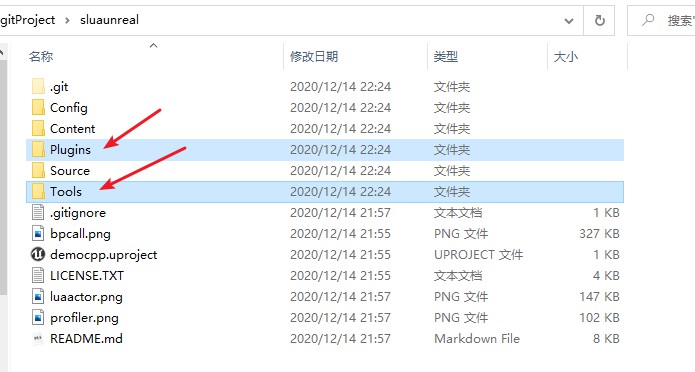 gitProject > sluaunreal 搜索"
名称 修改日期 类型 大小
.git 2020/12/14 22:24 文件夹
Config 2020/12/14 22:24 文件夹
Content 2020/12/14 22:24 文件夹
Plugins 2020/12/14 22:24 文件夹
Source 2020/12/14 22:24 文件夹
Tools 2020/12/14 22:24 文件夹
.gitignore 2020/12/14 21:57 文本文档 1 KB
bpcall.png 2020/12/14 21:57 PNG 文件 327 KB
democpp.uproject 2020/12/14 21:57 UPROJECT 文件 1 KB
LICENSE.TXT 2020/12/14 21:57 文本文档 4 KB
luaactor.png 2020/12/14 21:57 PNG 文件 147 KB
profiler.png 2020/12/14 21:57 PNG 文件 102 KB
README.md 2020/12/14 21:57 Markdown File 8 KB